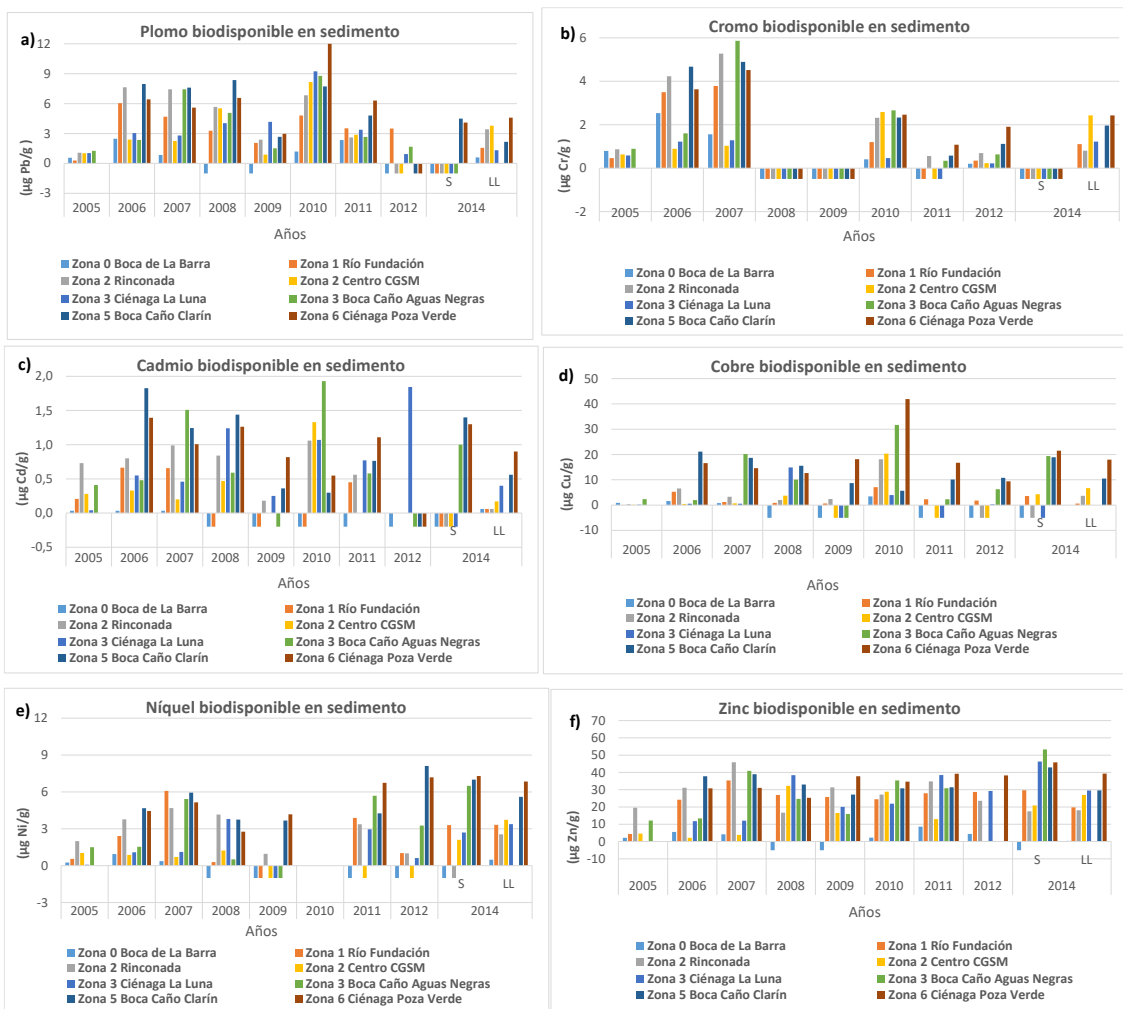 a)
Plomo biodisponible en sedimento
(µg Pb/g )
12
9
6
3
0
-3
S
LL
2005
2006
2007
2008
2009
2010
2011
2012
2014
Años
Zona 0 Boca de La Barra
Zona 1 Río Fundación
Zona 2 Rinconada
Zona 2 Centro CGSM
Zona 3 Ciénaga La Luna
Zona 3 Boca Caño Aguas Negras
Zona 5 Boca Caño Clarín
Zona 6 Ciénaga Poza Verde
b)
Cromo biodisponible en sedimento
(µg Cr/g )
6
4
2
0
-2
S
LL
2005
2006
2007
2008
2009
2010
2011
2012
2014
Años
Zona 0 Boca de La Barra
Zona 1 Río Fundación
Zona 2 Rinconada
Zona 2 Centro CGSM
Zona 3 Ciénaga La Luna
Zona 3 Boca Caño Aguas Negras
Zona 5 Boca Caño Clarín
Zona 6 Ciénaga Poza Verde
c)
Cadmio biodisponible en sedimento
(µg Cd/g)
2,0
1,5
1,0
0,5
0,0
-0,5
S
LL
2005
2006
2007
2008
2009
2010
2011
2012
2014
Años
Zona 0 Boca de La Barra
Zona 1 Río Fundación
Zona 2 Rinconada
Zona 2 Centro CGSM
Zona 3 Ciénaga La Luna
Zona 3 Boca Caño Aguas Negras
Zona 5 Boca Caño Clarín
Zona 6 Ciénaga Poza Verde
d)
Cobre biodisponible en sedimento
(µg Cu/g)
50
40
30
20
10
0
-10
S
LL
2005
2006
2007
2008
2009
2010
2011
2012
2014
Años
Zona 0 Boca de La Barra
Zona 1 Río Fundación
Zona 2 Rinconada
Zona 2 Centro CGSM
Zona 3 Ciénaga La Luna
Zona 3 Boca Caño Aguas Negras
Zona 5 Boca Caño Clarín
Zona 6 Ciénaga Poza Verde
e)
Níquel biodisponible en sedimento
(µg Ni/g)
12
9
6
3
0
-3
S
LL
2005
2006
2007
2008
2009
2010
2011
2012
2014
Años
Zona 0 Boca de La Barra
Zona 1 Río Fundación
Zona 2 Rinconada
Zona 2 Centro CGSM
Zona 3 Ciénaga La Luna
Zona 3 Boca Caño Aguas Negras
Zona 5 Boca Caño Clarín
Zona 6 Ciénaga Poza Verde
f)
Zinc biodisponible en sedimento
(µg Zn/g)
70
60
50
40
30
20
10
0
-10
S
LL
2005
2006
2007
2008
2009
2010
2011
2012
2014
Años
Zona 0 Boca de La Barra
Zona 1 Río Fundación
Zona 2 Rinconada
Zona 2 Centro CGSM
Zona 3 Ciénaga La Luna
Zona 3 Boca Caño Aguas Negras
Zona 5 Boca Caño Clarín
Zona 6 Ciénaga Poza Verde